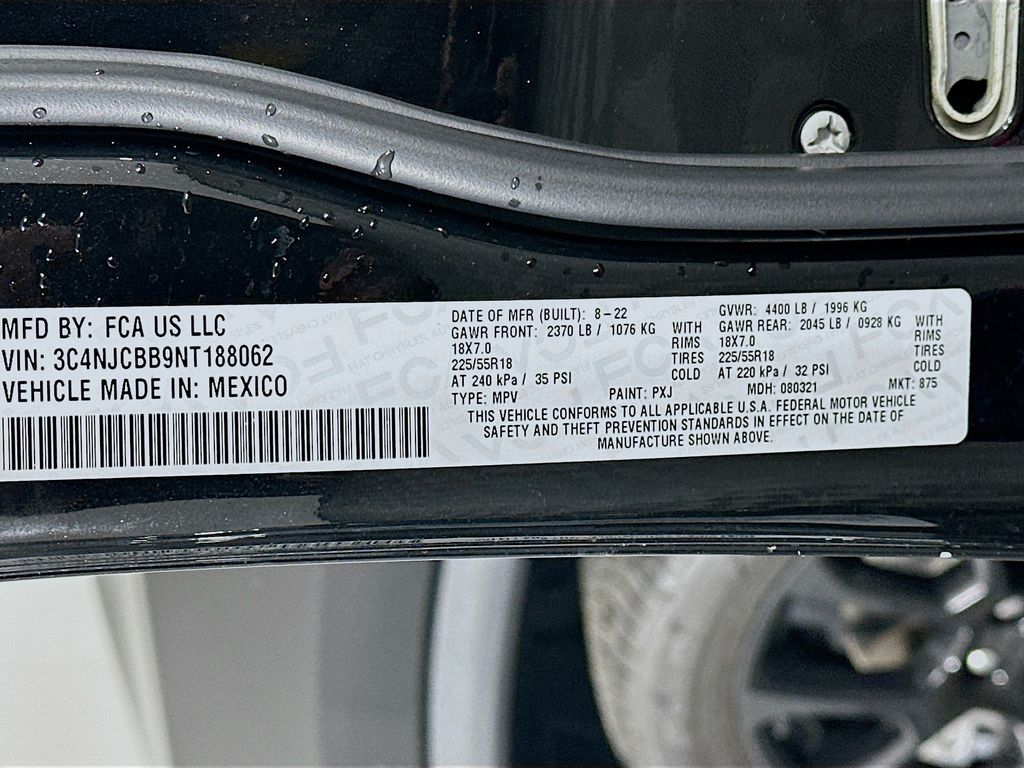 MFD BY: FCA US LLC
VIN: 3C4NJCBB9NT188062
VEHICLE MADE IN: MEXICO
DATE OF MFR (BUILT): 8-22
GAWR FRONT: 2370 LB / 1076 KG WITH
18X7.0 RIMS
225/55R18 TIRES
AT 240 kPa / 35 PSI COLD
TYPE: MPV
GVWR: 4400 LB / 1996 KG
GAWR REAR: 2045 LB / 0928 KG WITH
18X7.0 RIMS
225/55R18 TIRES
AT 220 kPa / 32 PSI COLD
PAINT: PXJ MDH: 080321 MKT: 875
THIS VEHICLE CONFORMS TO ALL APPLICABLE U.S.A. FEDERAL MOTOR VEHICLE
SAFETY AND THEFT PREVENTION STANDARDS IN EFFECT ON THE DATE OF
MANUFACTURE SHOWN ABOVE.